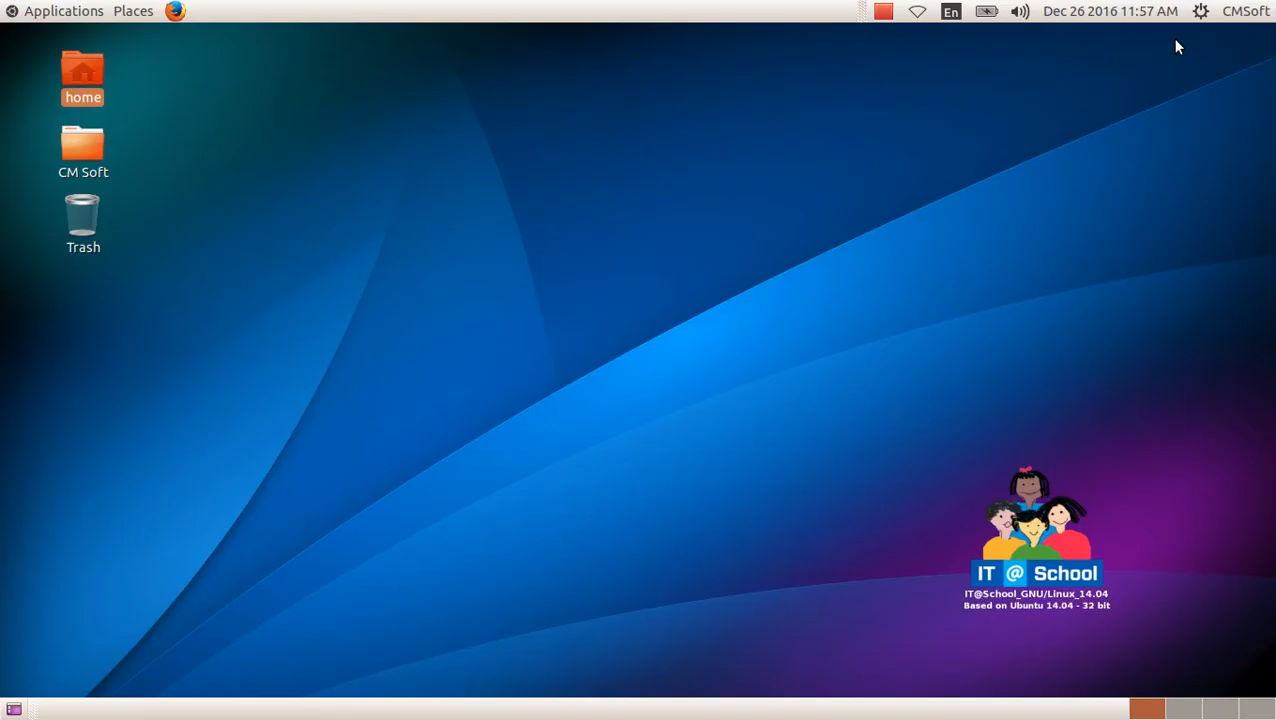 Applications Places En Dec 26 2016 11:57 AM CMSoft
home
CM Soft
Trash
IT @ School
IT@School_GNU/Linux_14.04
Based on Ubuntu 14.04 - 32 bit